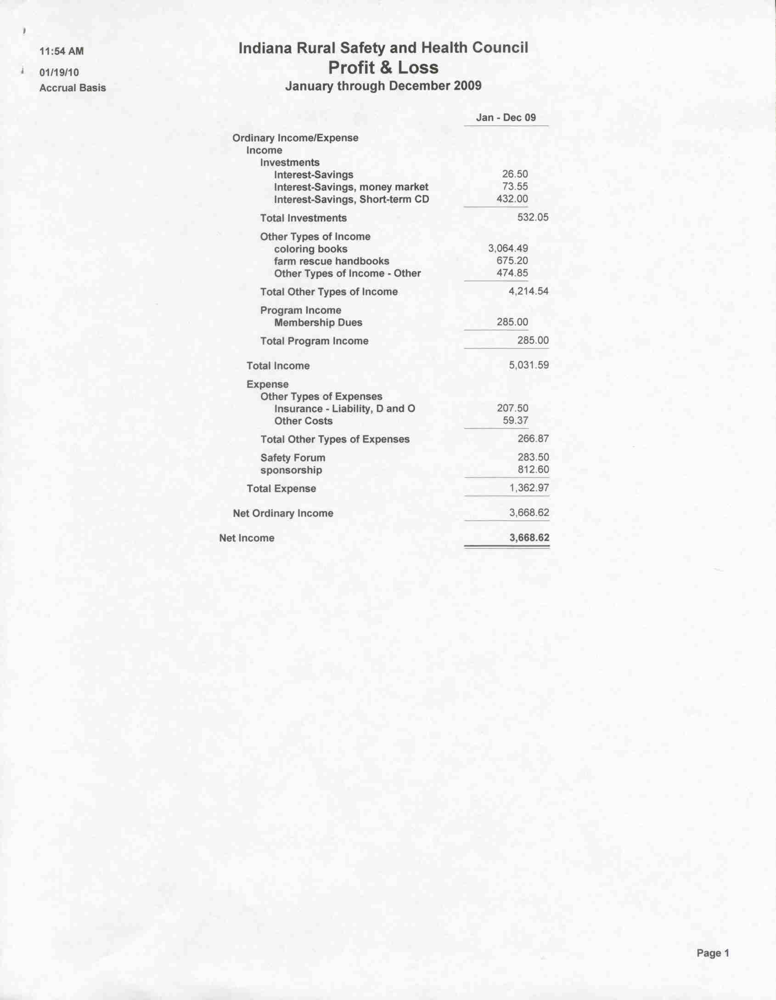 11:54 AM
01/19/10
Accrual Basis
Indiana Rural Safety and Health Council
Profit & Loss
January through December 2009
Jan - Dec 09
Ordinary Income/Expense
Income
Investments
Interest-Savings 26.50
Interest-Savings, money market 73.55
Interest-Savings, Short-term CD 432.00
Total Investments 532.05
Other Types of Income
coloring books 3,064.49
farm rescue handbooks 675.20
Other Types of Income - Other 474.85
Total Other Types of Income 4,214.54
Program Income
Membership Dues 285.00
Total Program Income 285.00
Total Income 5,031.59
Expense
Other Types of Expenses
Insurance - Liability, D and O 207.50
Other Costs 59.37
Total Other Types of Expenses 266.87
Safety Forum 283.50
sponsorship 812.60
Total Expense 1,362.97
Net Ordinary Income 3,668.62
Net Income 3,668.62
Page 1